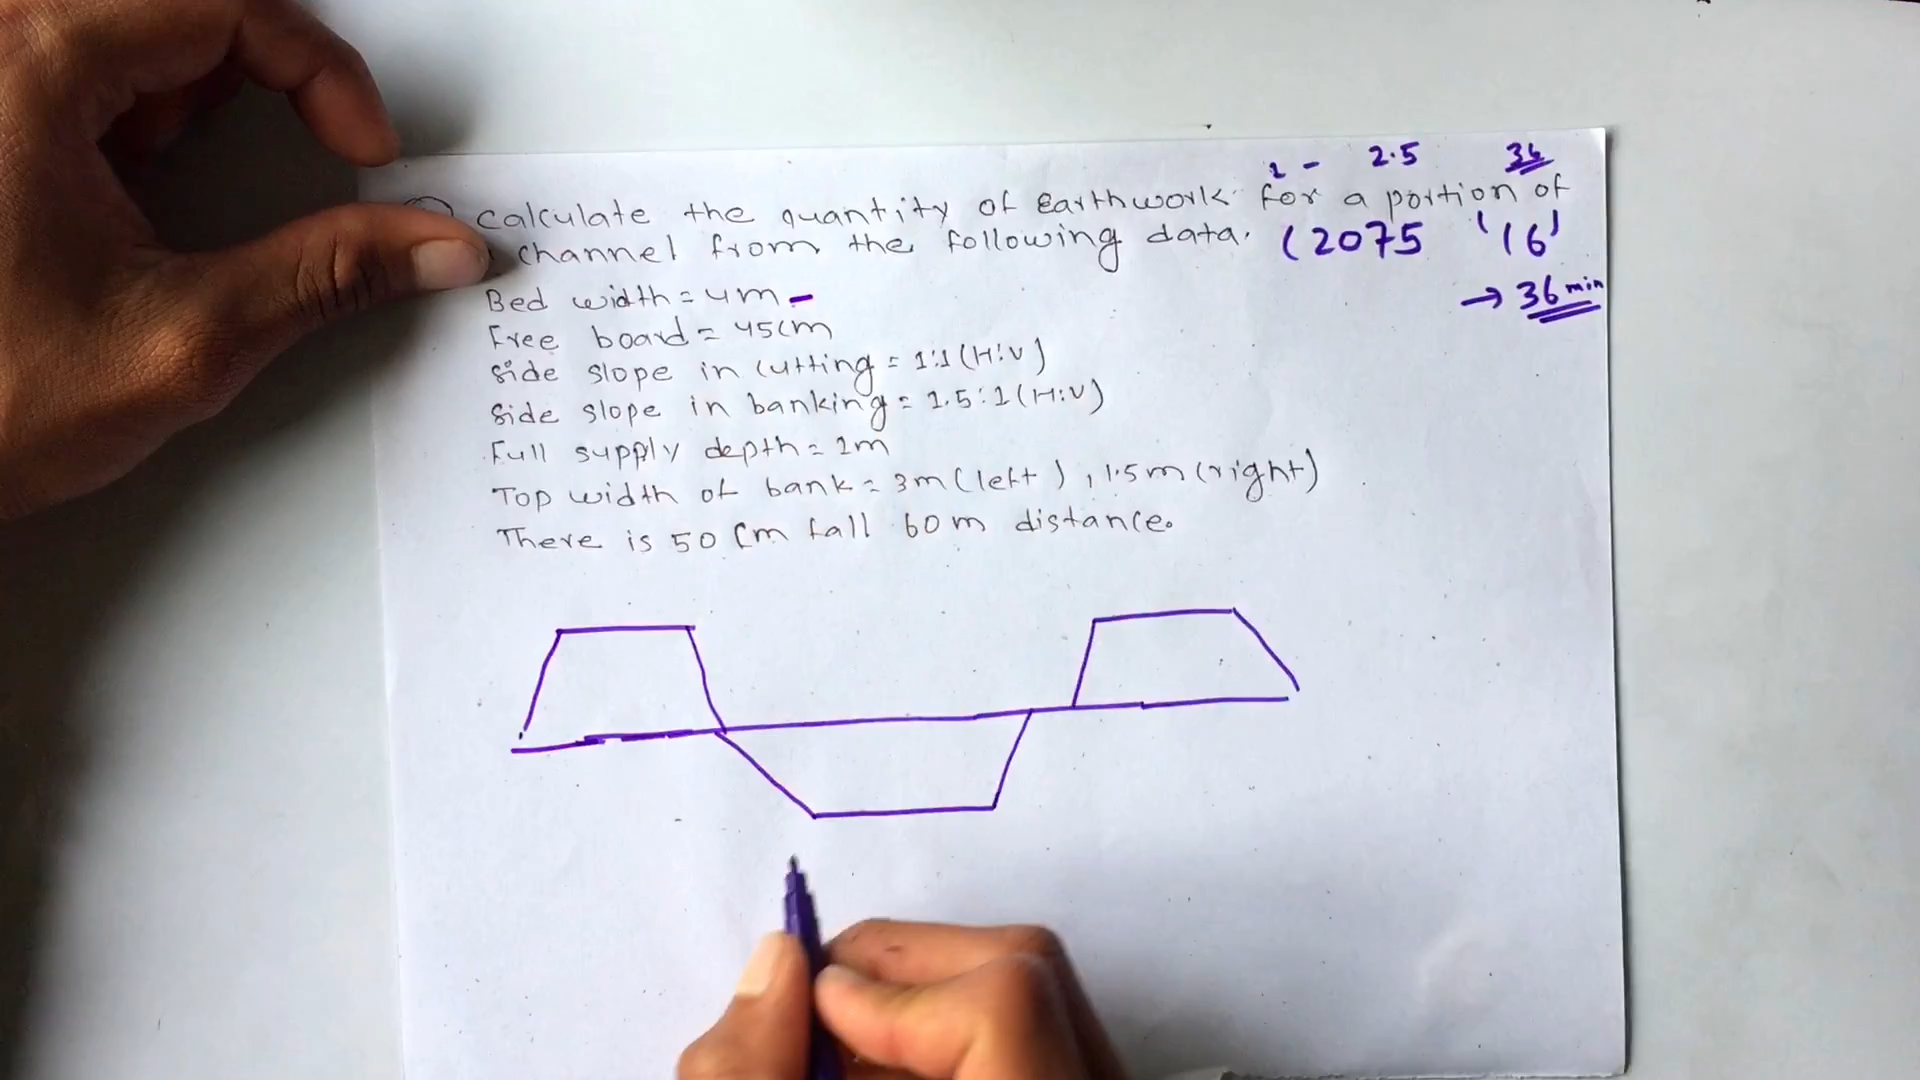 1 - 2.5 36
Calculate the quantity of Earthwork for a portion of
channel from the following data. (2075 '16'
→ 36 min
Bed width = 4m -
Free board = 45cm
Side slope in cutting = 1:1 (H:V)
Side slope in banking = 1.5:1 (H:V)
Full supply depth = 1m
Top width of bank = 3m (left), 1.5m (right)
There is 50 cm fall 60m distance.